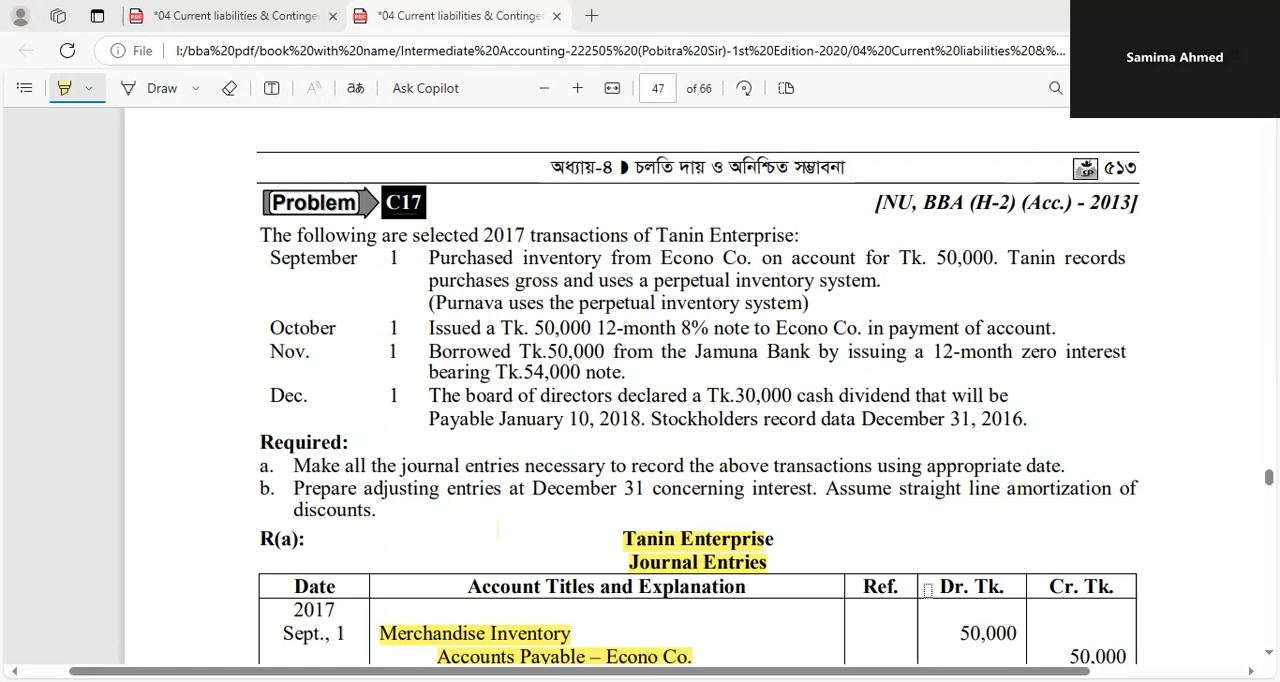 *04 Current liabilities & Continge
*04 Current liabilities & Continge
File
I:/bba%20pdf/book%20with%20name/Intermediate%20Accounting-222505%20(Pobitra%20Sir)-1st%20Edition-2020/04%20Current%20liabilities%20&%...
Samima Ahmed
Draw
Ask Copilot
47 of 66
অধ্যায়-৪ ◗ চলতি দায় ও অনিশ্চিত সম্ভাবনা
৫১৩
Problem C17
[NU, BBA (H-2) (Acc.) - 2013]
The following are selected 2017 transactions of Tanin Enterprise:
September 1 Purchased inventory from Econo Co. on account for Tk. 50,000. Tanin records
purchases gross and uses a perpetual inventory system.
(Purnava uses the perpetual inventory system)
October 1 Issued a Tk. 50,000 12-month 8% note to Econo Co. in payment of account.
Nov. 1 Borrowed Tk.50,000 from the Jamuna Bank by issuing a 12-month zero interest
bearing Tk.54,000 note.
Dec. 1 The board of directors declared a Tk.30,000 cash dividend that will be
Payable January 10, 2018. Stockholders record data December 31, 2016.
Required:
a. Make all the journal entries necessary to record the above transactions using appropriate date.
b. Prepare adjusting entries at December 31 concerning interest. Assume straight line amortization of
discounts.
R(a): Tanin Enterprise
Journal Entries
Date Account Titles and Explanation Ref. Dr. Tk. Cr. Tk.
2017
Sept., 1 Merchandise Inventory 50,000
Accounts Payable – Econo Co. 50,000